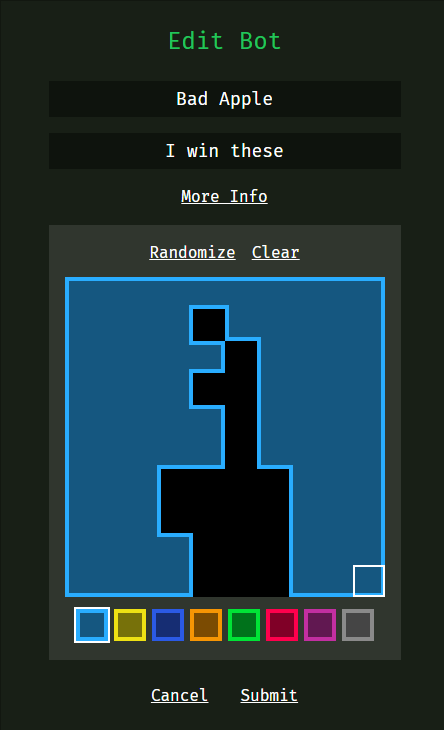 Edit Bot
Bad Apple
I win these
More Info
Randomize Clear
Cancel Submit